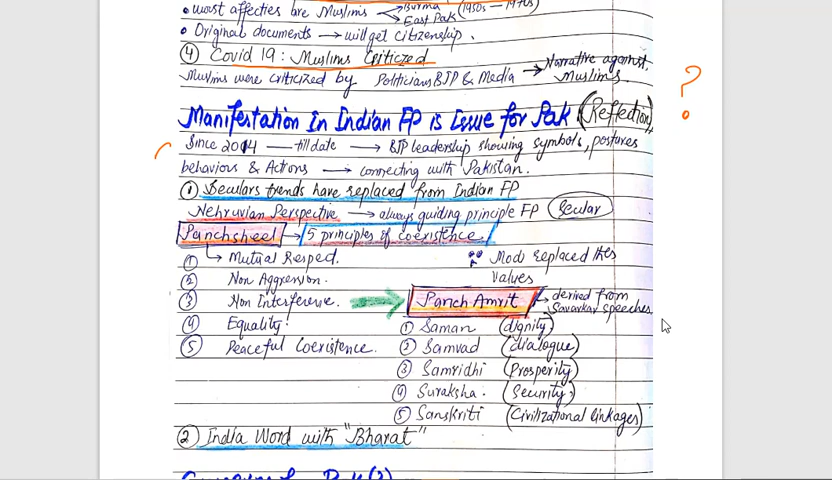 • worst affecties are Muslims Burma (1950s – 1970s)
East Pak
• Original documents → will get citizenship.
④ Covid 19: Muslims Criticized
Muslims were criticized by Politicians BJP & Media → Narrative against Muslims
?
Manifestation In Indian FP is Issue for Pak (Reflection)
Since 2014 — till date → BJP leadership showing symbols, postures
behaviours & Actions → connecting with Pakistan.
① Seculars trends have replaced from Indian FP
Nehruvian Perspective → always guiding principle FP (Secular)
Panchsheel → 5 principles of coexistence.
① → Mutual Respect.
② Non Aggression.
③ Non Interference.
④ Equality.
⑤ Peaceful Coexistence.
Modi replaced this
values
→ Panch Amrit → derived from
Savarkar speeches
① Saman (dignity)
② Samvad (dialogue)
③ Samridhi (Prosperity)
④ Suraksha. (Security)
⑤ Sanskriti (Civilizational linkages)
② India Word with "Bharat"